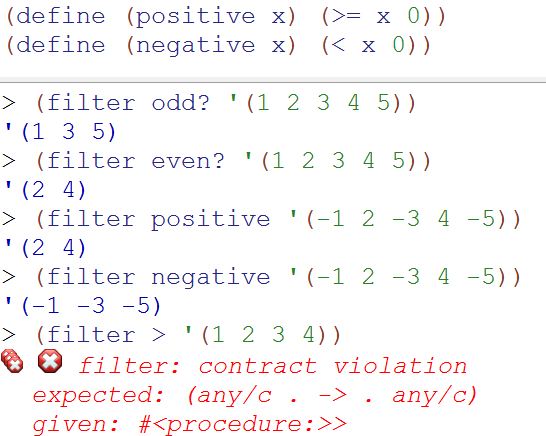 (define (positive x) (>= x 0))
(define (negative x) (< x 0))
> (filter odd? '(1 2 3 4 5))
'(1 3 5)
> (filter even? '(1 2 3 4 5))
'(2 4)
> (filter positive '(-1 2 -3 4 -5))
'(2 4)
> (filter negative '(-1 2 -3 4 -5))
'(-1 -3 -5)
> (filter > '(1 2 3 4))
filter: contract violation
expected: (any/c . -> . any/c)
given: #<procedure:>>